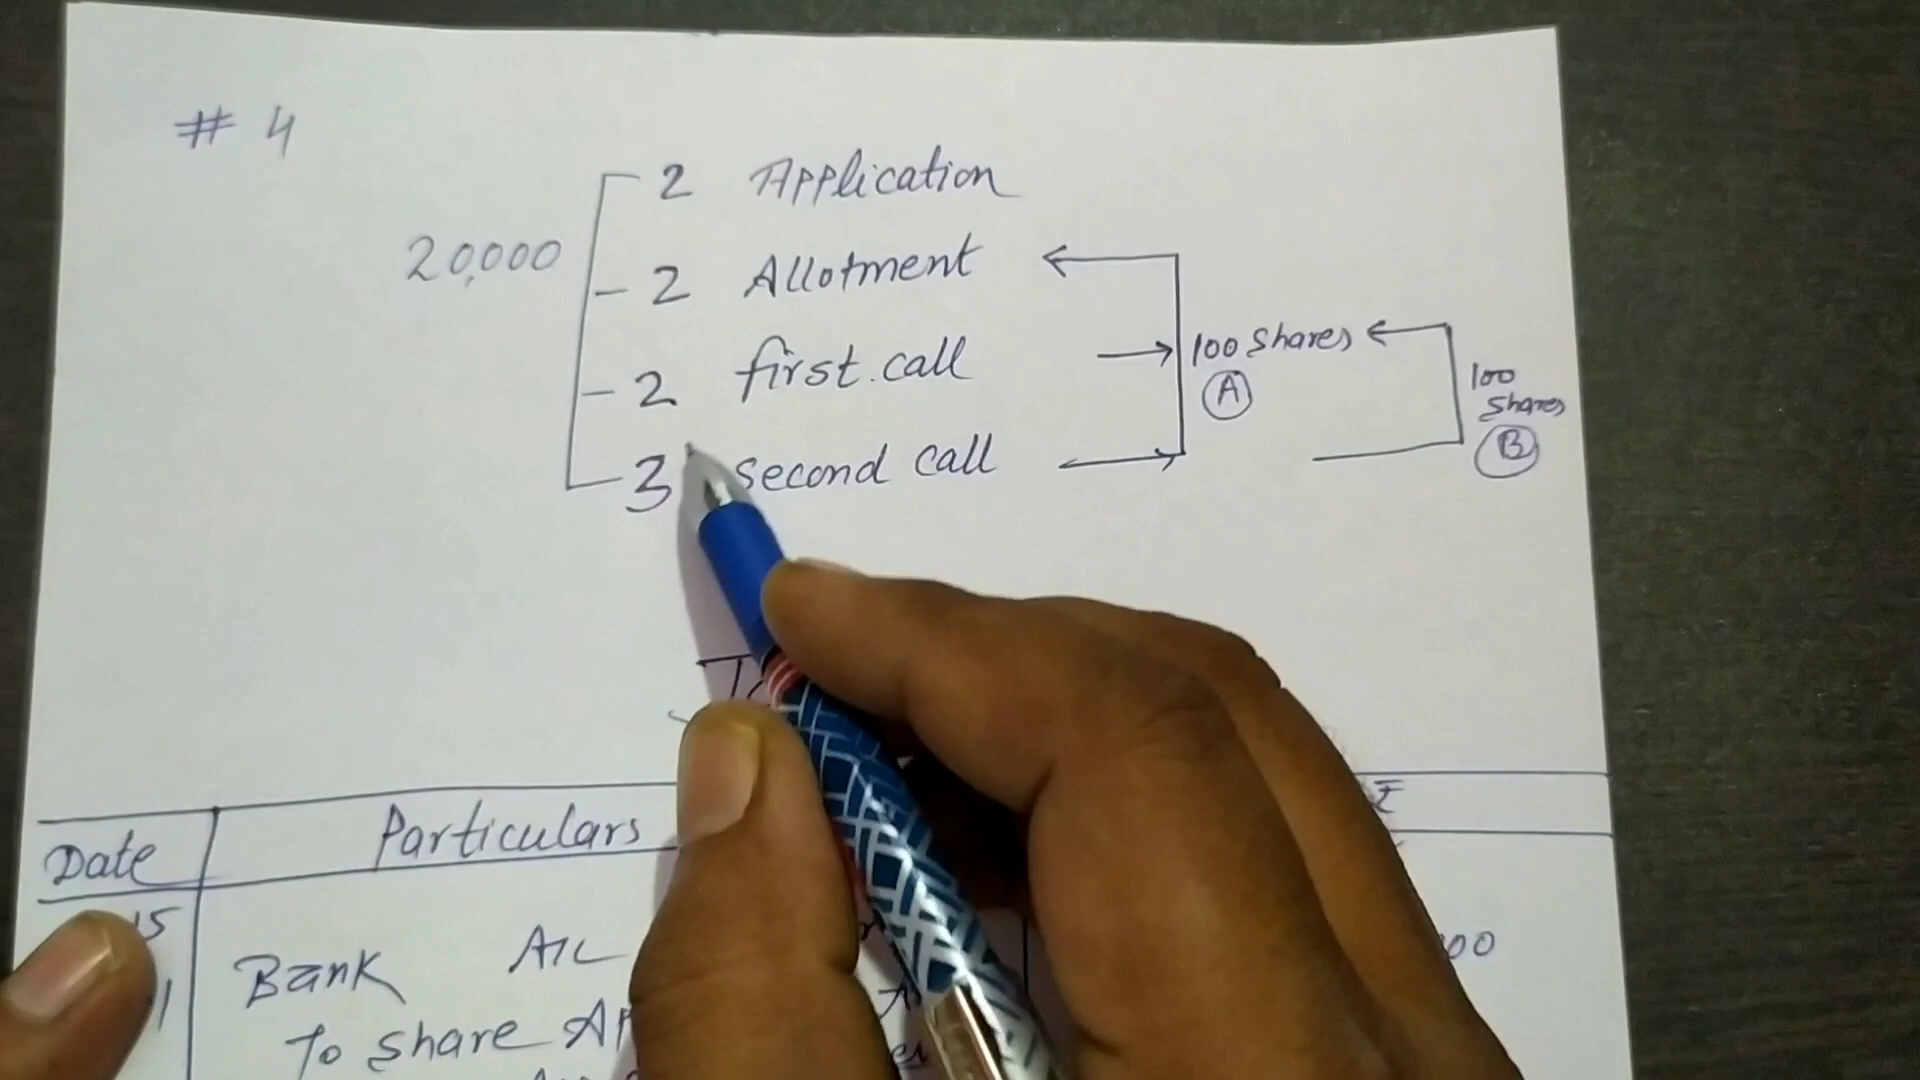 # 4
2 Application
20,000
2 Allotment
2 first call
100 shares
A
100
shares
B
3 second call
₹
Date Particulars
15
Bank A/C
To share